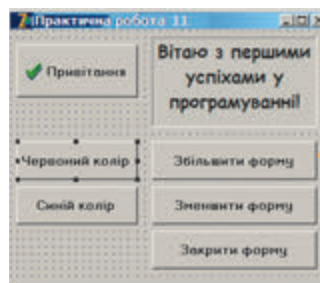 Практична робота 11
Привітання
Вітаю з першими
успіхами у
програмуванні!
Червоний колір
Збільшити форму
Синій колір
Зменшити форму
Закрити форму